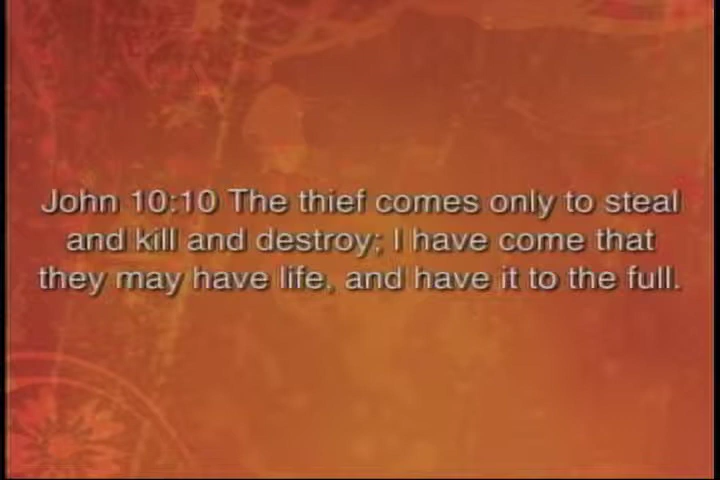 John 10:10 The thief comes only to steal
and kill and destroy; I have come that
they may have life, and have it to the full.